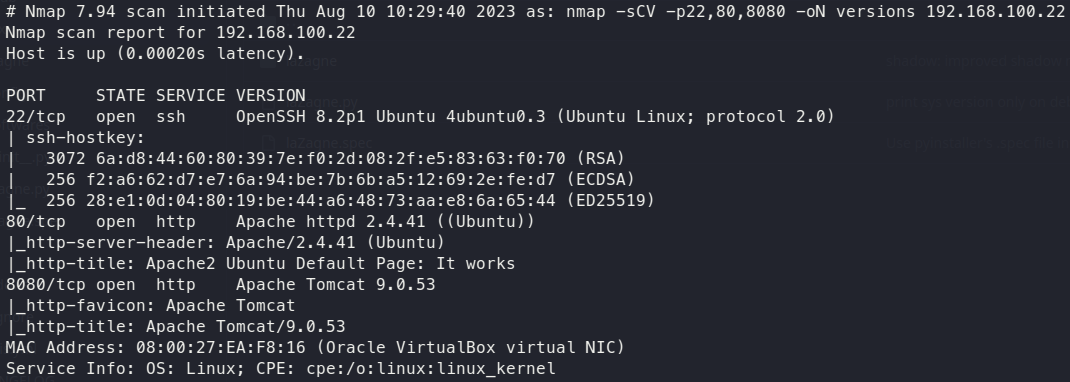 # Nmap 7.94 scan initiated Thu Aug 10 10:29:40 2023 as: nmap -sCV -p22,80,8080 -oN versions 192.168.100.22
Nmap scan report for 192.168.100.22
Host is up (0.00020s latency).
PORT     STATE SERVICE VERSION
22/tcp   open  ssh     OpenSSH 8.2p1 Ubuntu 4ubuntu0.3 (Ubuntu Linux; protocol 2.0)
| ssh-hostkey:
|   3072 6a:d8:44:60:80:39:7e:f0:2d:08:2f:e5:83:63:f0:70 (RSA)
|   256 f2:a6:62:d7:e7:6a:94:be:7b:6b:a5:12:69:2e:fe:d7 (ECDSA)
|_  256 28:e1:0d:04:80:19:be:44:a6:48:73:aa:e8:6a:65:44 (ED25519)
80/tcp   open  http    Apache httpd 2.4.41 ((Ubuntu))
|_http-server-header: Apache/2.4.41 (Ubuntu)
|_http-title: Apache2 Ubuntu Default Page: It works
8080/tcp open  http    Apache Tomcat 9.0.53
|_http-favicon: Apache Tomcat
|_http-title: Apache Tomcat/9.0.53
MAC Address: 08:00:27:EA:F8:16 (Oracle VirtualBox virtual NIC)
Service Info: OS: Linux; CPE: cpe:/o:linux:linux_kernel